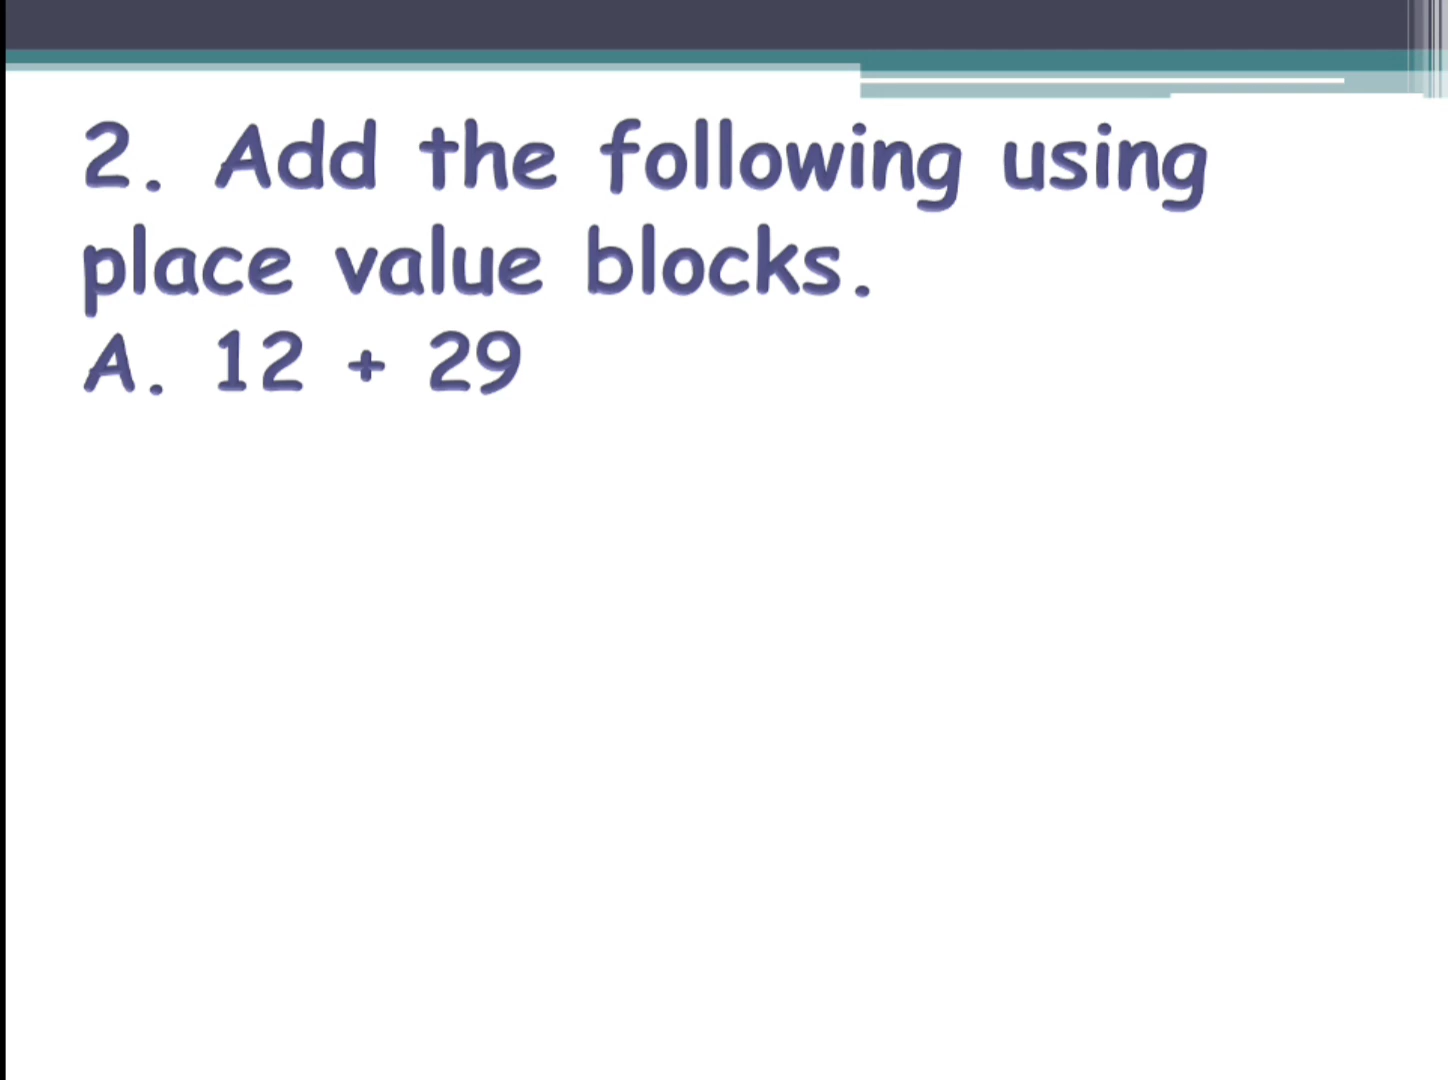 2. Add the following using
place value blocks.
A. 12 + 29